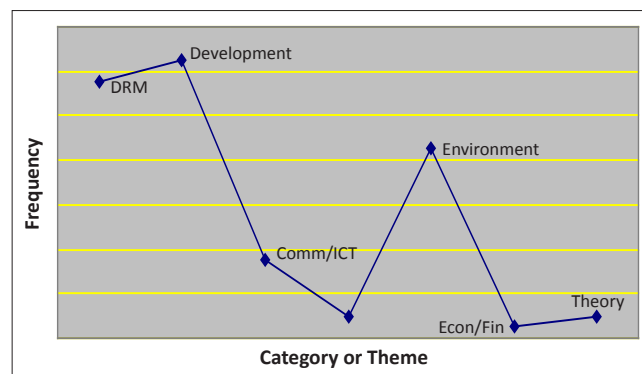 Development
DRM
Environment
Comm/ICT
Theory
Econ/Fin
Frequency
Category or Theme